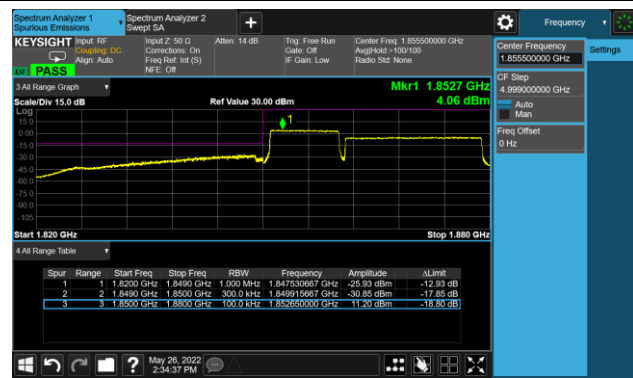 Spectrum Analyzer 1
Spurious Emissions
Spectrum Analyzer 2
Swept SA
+
Frequency
KEYSIGHT
Input: RF
Coupling: DC
Align: Auto
Input Z: 50 Ω
Corrections: On
Freq Ref: Int (S)
NFE: Off
Atten: 14 dB
Trig: Free Run
Gate: Off
IF Gain: Low
Center Freq: 1.855500000 GHz
Avg|Hold:>100/100
Radio Std: None
PASS
Center Frequency
1.855500000 GHz
Settings
CF Step
4.999000000 GHz
Auto
Man
Freq Offset
0 Hz
3 All Range Graph
Mkr1 1.8527 GHz
4.06 dBm
Scale/Div 15.0 dB
Ref Value 30.00 dBm
Log
15.0
0.00
-15.0
-30.0
-45.0
-60.0
-75.0
-90.0
-105
1
Start 1.820 GHz
Stop 1.880 GHz
4 All Range Table
Spur Range Start Freq Stop Freq RBW Frequency Amplitude ΔLimit
1 1 1.8200 GHz 1.8490 GHz 1.000 MHz 1.847530667 GHz -25.93 dBm -12.93 dB
2 2 1.8490 GHz 1.8500 GHz 300.0 kHz 1.849915667 GHz -30.85 dBm -17.85 dB
3 3 1.8500 GHz 1.8800 GHz 100.0 kHz 1.852650000 GHz 11.20 dBm -18.80 dB
?
May 26, 2022
2:34:37 PM